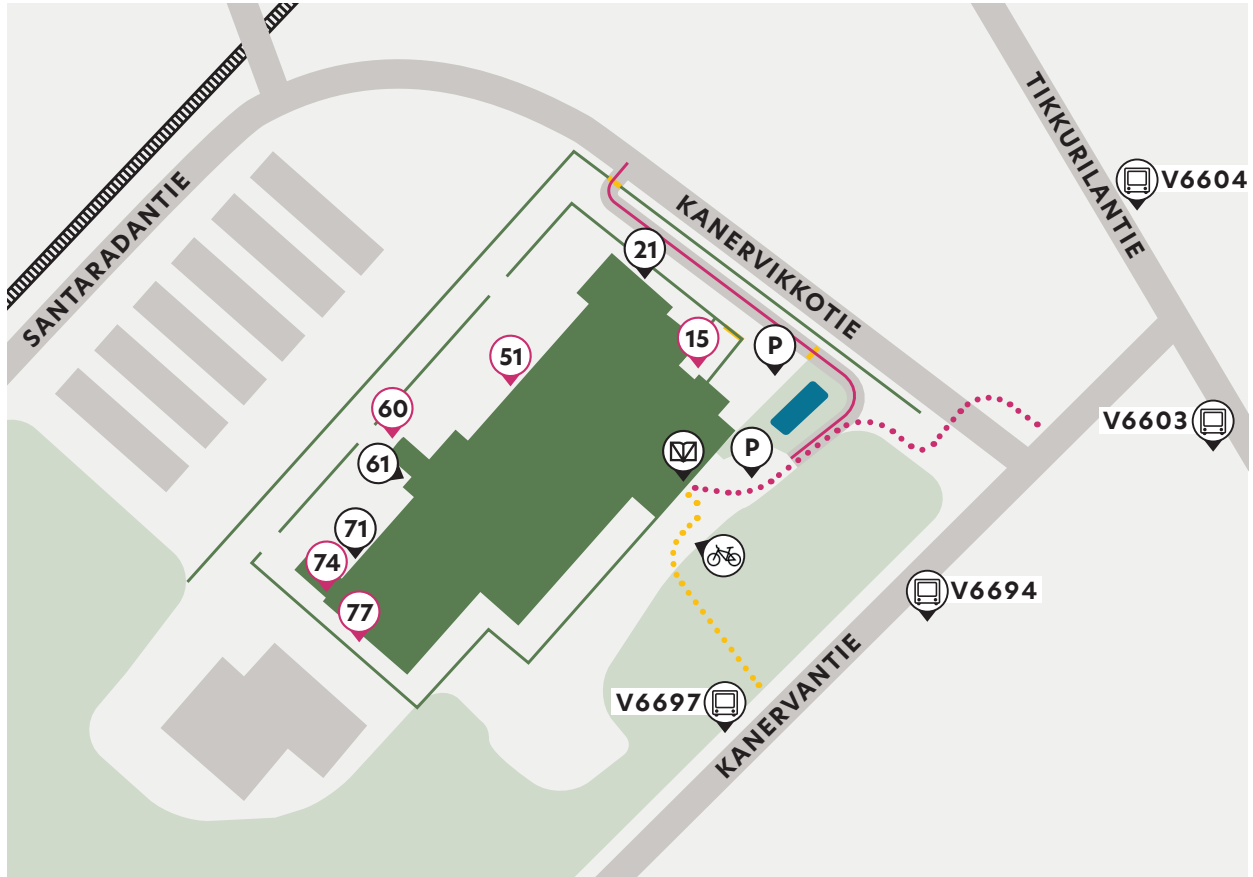 TIKKURILANTIE
V6604
SANTARADANTIE
KANERVIKKOTIE
21
15
P
51
60
V6603
61
P
71
74
77
V6694
V6697
KANERVANTIE